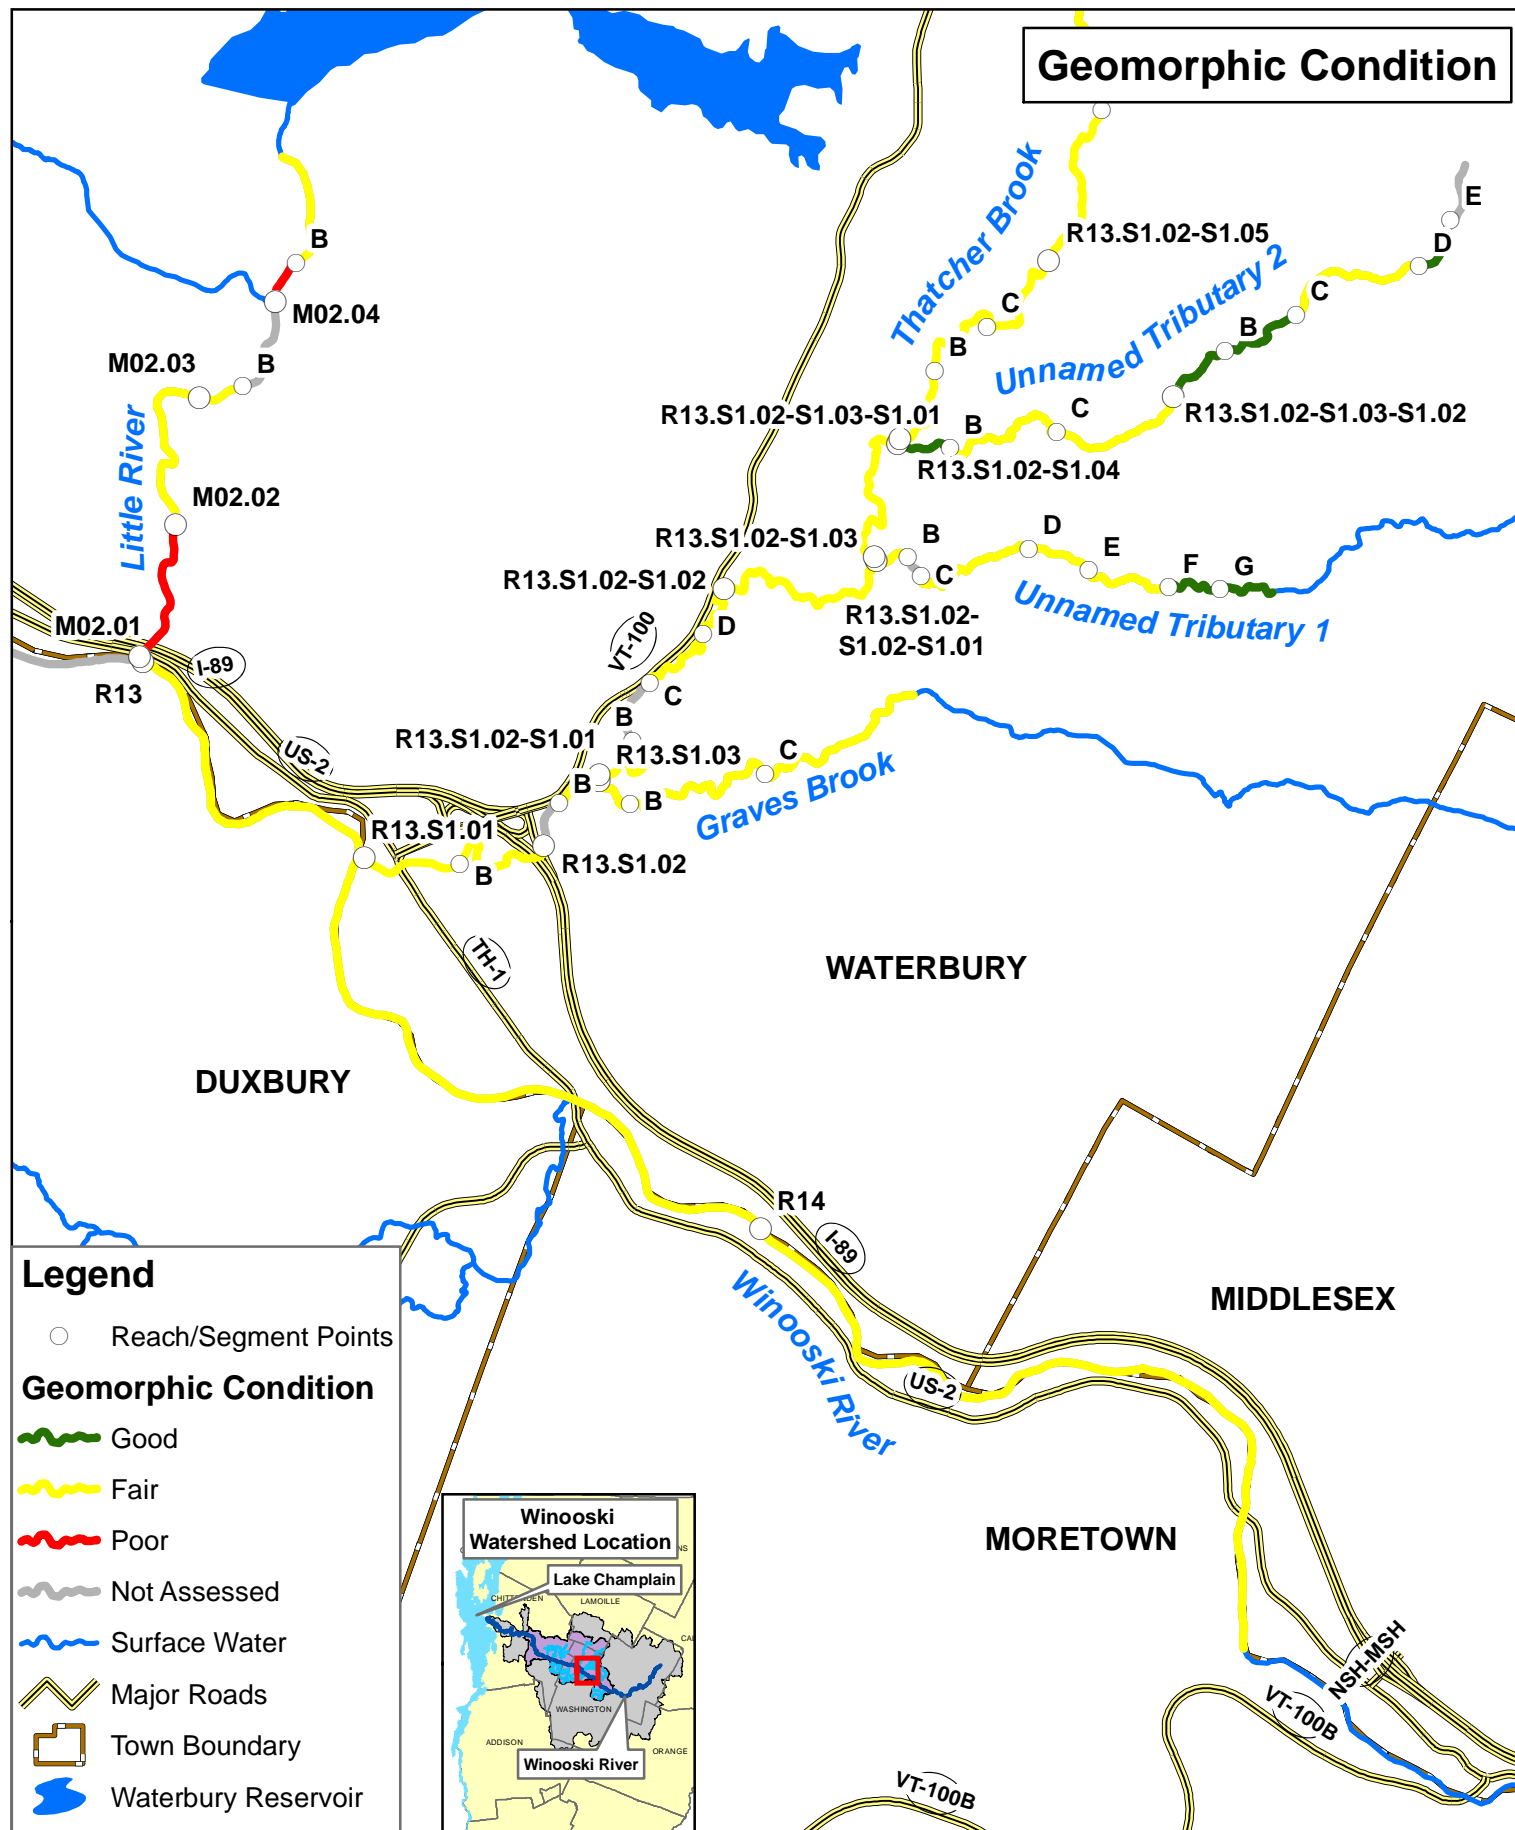 Geomorphic Condition
Thatcher Brook
E
R13.S1.02-S1.05
B
D
Unnamed Tributary 2
C
C
M02.04
B
B
M02.03
B
R13.S1.02-S1.03-S1.01
C
B
R13.S1.02-S1.03-S1.02
Little River
R13.S1.02-S1.04
M02.02
R13.S1.02-S1.03
B
D
E
R13.S1.02-S1.02
C
F
G
Unnamed Tributary 1
R13.S1.02-
S1.02-S1.01
M02.01
VT-100
D
I-89
R13
C
B
R13.S1.02-S1.01
R13.S1.03
C
US-2
B
B
Graves Brook
R13.S1.01
R13.S1.02
B
TH-1
WATERBURY
DUXBURY
R14
I-89
Winooski River
MIDDLESEX
US-2
MORETOWN
NSH-MSH
VT-100B
VT-100B
Legend
Reach/Segment Points
Geomorphic Condition
Good
Fair
Poor
Not Assessed
Surface Water
Major Roads
Town Boundary
Waterbury Reservoir
Winooski
Watershed Location
Lake Champlain
LAMOILLE
WASHINGTON
ADDISON
ORANGE
Winooski River